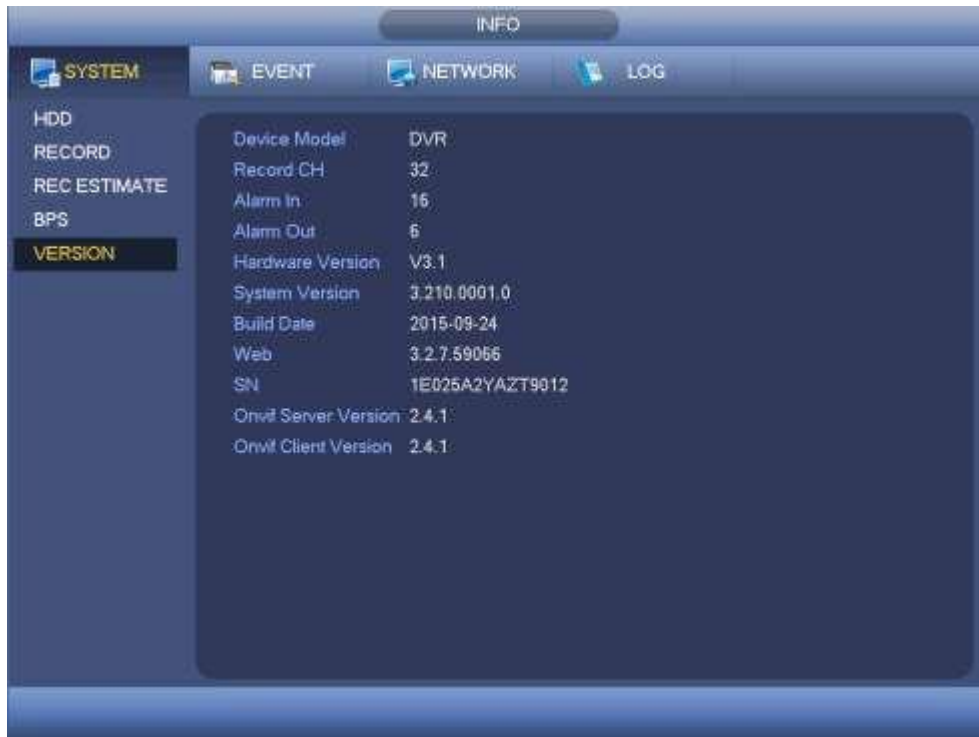 INFO
SYSTEM EVENT NETWORK LOG
HDD
RECORD
REC ESTIMATE
BPS
VERSION
Device Model DVR
Record CH 32
Alarm In 16
Alarm Out 6
Hardware Version V3.1
System Version 3.210.0001.0
Build Date 2015-09-24
Web 3.2.7.59066
SN 1E025A2YAZT9012
Onvif Server Version 2.4.1
Onvif Client Version 2.4.1